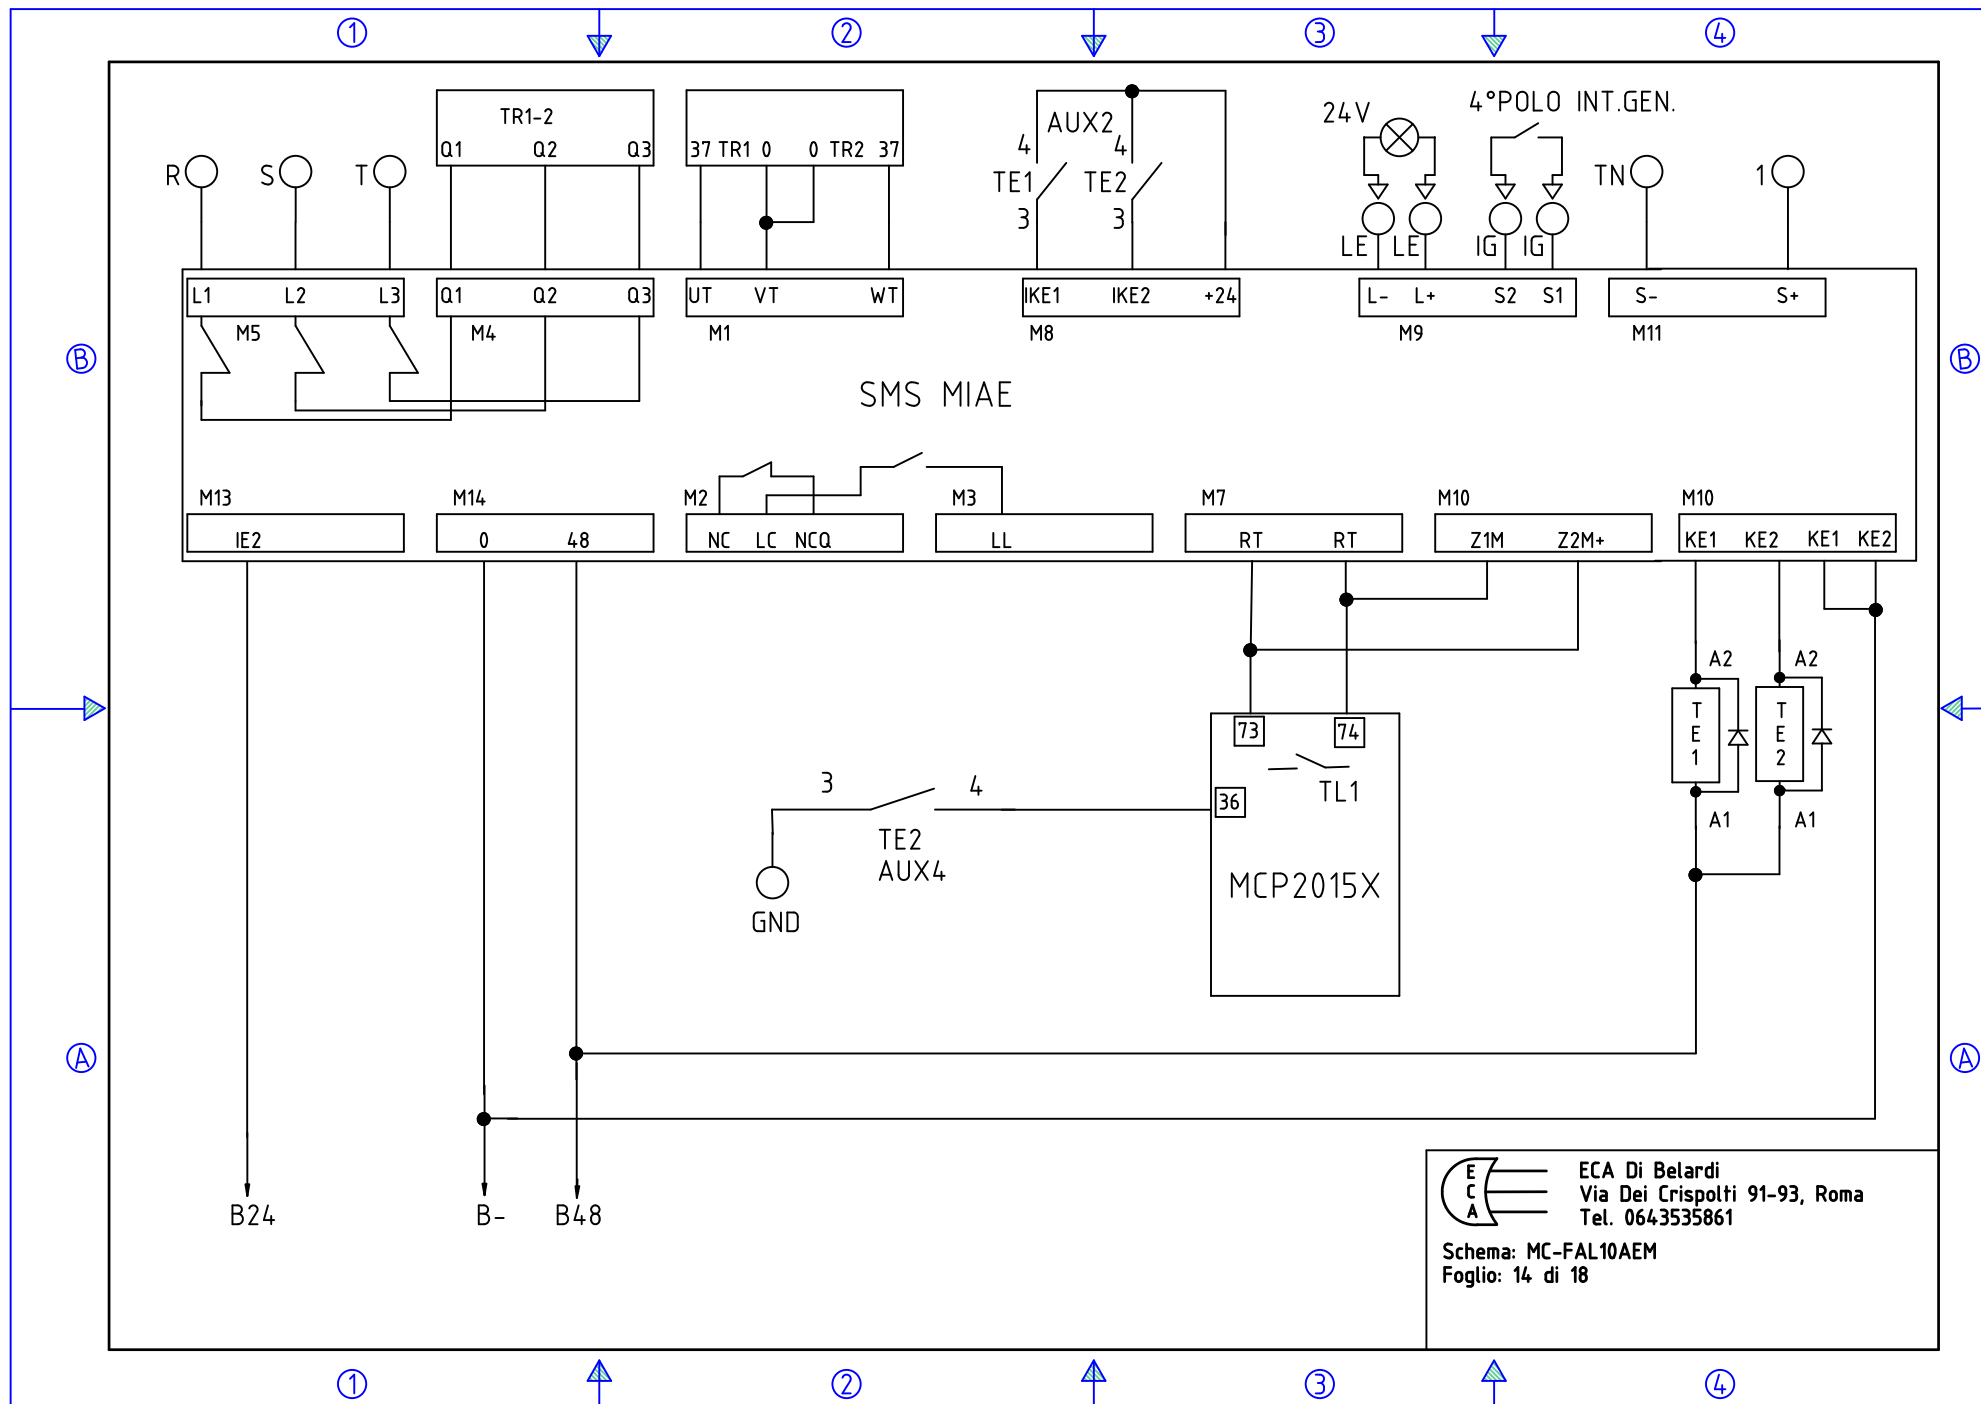 1 2 3 4
TR1-2
Q1 Q2 Q3
37 TR1 0 0 TR2 37
AUX2
4 4
TE1 TE2
3 3
24V
4°POLO INT.GEN.
R S T
TN 1
LE LE IG IG
L1 L2 L3
Q1 Q2 Q3
UT VT WT
IKE1 IKE2 +24
L- L+ S2 S1
S- S+
M5 M4 M1 M8 M9 M11
B B
SMS MIAE
M13 M14 M2 M3 M7 M10 M10
IE2
0 48
NC LC NCQ
LL
RT RT
Z1M Z2M+
KE1 KE2 KE1 KE2
A2 A2
TE1 TE2
A1 A1
73 74
TL1
36
MCP2015X
3 4
TE2
AUX4
GND
A A
B24 B- B48
ECA
ECA Di Belardi
Via Dei Crispolti 91-93, Roma
Tel. 0643535861
Schema: MC-FAL10AEM
Foglio: 14 di 18
1 2 3 4